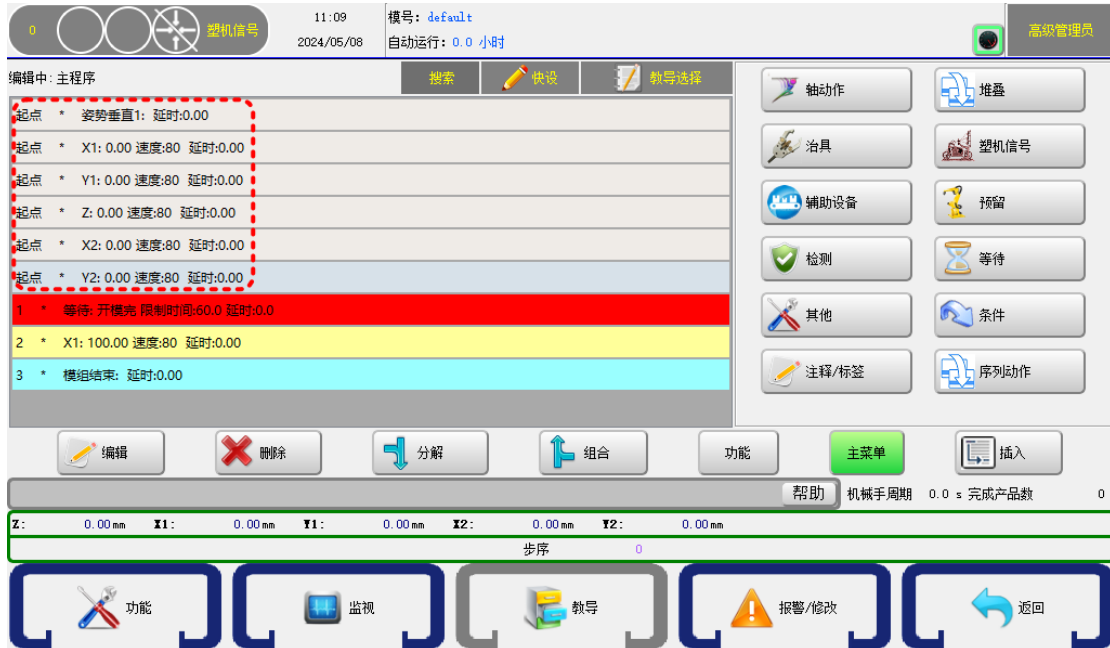 0 塑机信号 11:09 模号: default 高级管理员
2024/05/08 自动运行: 0.0 小时
编辑中: 主程序 搜索 快设 教导选择
起点 * 姿势垂直1: 延时:0.00
起点 * X1: 0.00 速度:80 延时:0.00
起点 * Y1: 0.00 速度:80 延时:0.00
起点 * Z: 0.00 速度:80 延时:0.00
起点 * X2: 0.00 速度:80 延时:0.00
起点 * Y2: 0.00 速度:80 延时:0.00
1 * 等待: 开模完 限制时间:60.0 延时:0.0
2 * X1: 100.00 速度:80 延时:0.00
3 * 模组结束: 延时:0.00
轴动作 堆叠
治具 塑机信号
辅助设备 预留
检测 等待
其他 条件
注释/标签 序列动作
编辑 删除 分解 组合 功能 主菜单 插入
帮助 机械手周期 0.0 s 完成产品数 0
Z: 0.00mm X1: 0.00mm Y1: 0.00mm X2: 0.00mm Y2: 0.00mm
步序 0
功能 监视 教导 报警/修改 返回